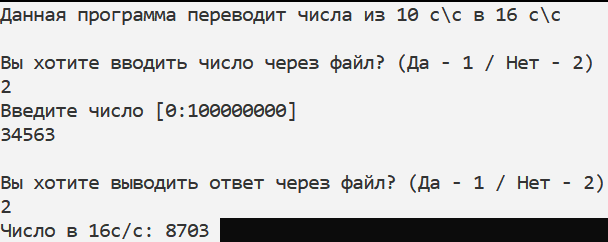 Данная программа переводит числа из 10 с\с в 16 с\с
Вы хотите вводить число через файл? (Да - 1 / Нет - 2)
2
Введите число [0:100000000]
34563
Вы хотите выводить ответ через файл? (Да - 1 / Нет - 2)
2
Число в 16с/с: 8703